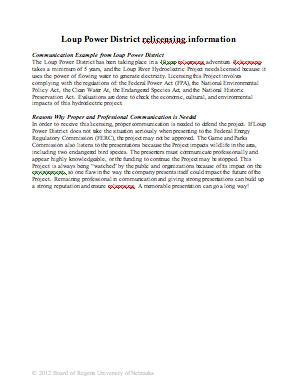 Loup Power District relicensing information
Communication Example from Loup Power District
The Loup Power District has been taking place in a relicensing adventure. Relicensing
takes a minimum of 5 years, and the Loup River Hydroelectric Project needs licensed because it
uses the power of flowing water to generate electricity. Licensing this Project involves
complying with the regulations of the Federal Power Act (FPA), the National Environmental
Policy Act, the Clean Water At, the Endangered Species Act, and the National Historic
Preservation Act. Evaluations are done to check the economic, cultural, and environmental
impacts of this hydroelectric project.
Reasons Why Proper and Professional Communication is Needed
In order to receive this licensing, proper communication is needed to defend the project. If Loup
Power District does not take the situation seriously when presenting to the Federal Energy
Regulatory Commission (FERC), the project may not be approved. The Game and Parks
Commission also listens to the presentations because the Project impacts wildlife in the area,
including two endangered bird species. The presenters must communicate professionally and
appear highly knowledgeable, or the funding to continue the Project may be stopped. This
Project is always being "watched" by the public and organizations because of its impact on the
so one flaw in the way the company presents itself could impact the future of the
Project. Remaining professional in communication and giving strong presentations can build up
a strong reputation and ensure relicensing. A memorable presentation can go a long way!
© 2012 Board of Regents University of Nebraska